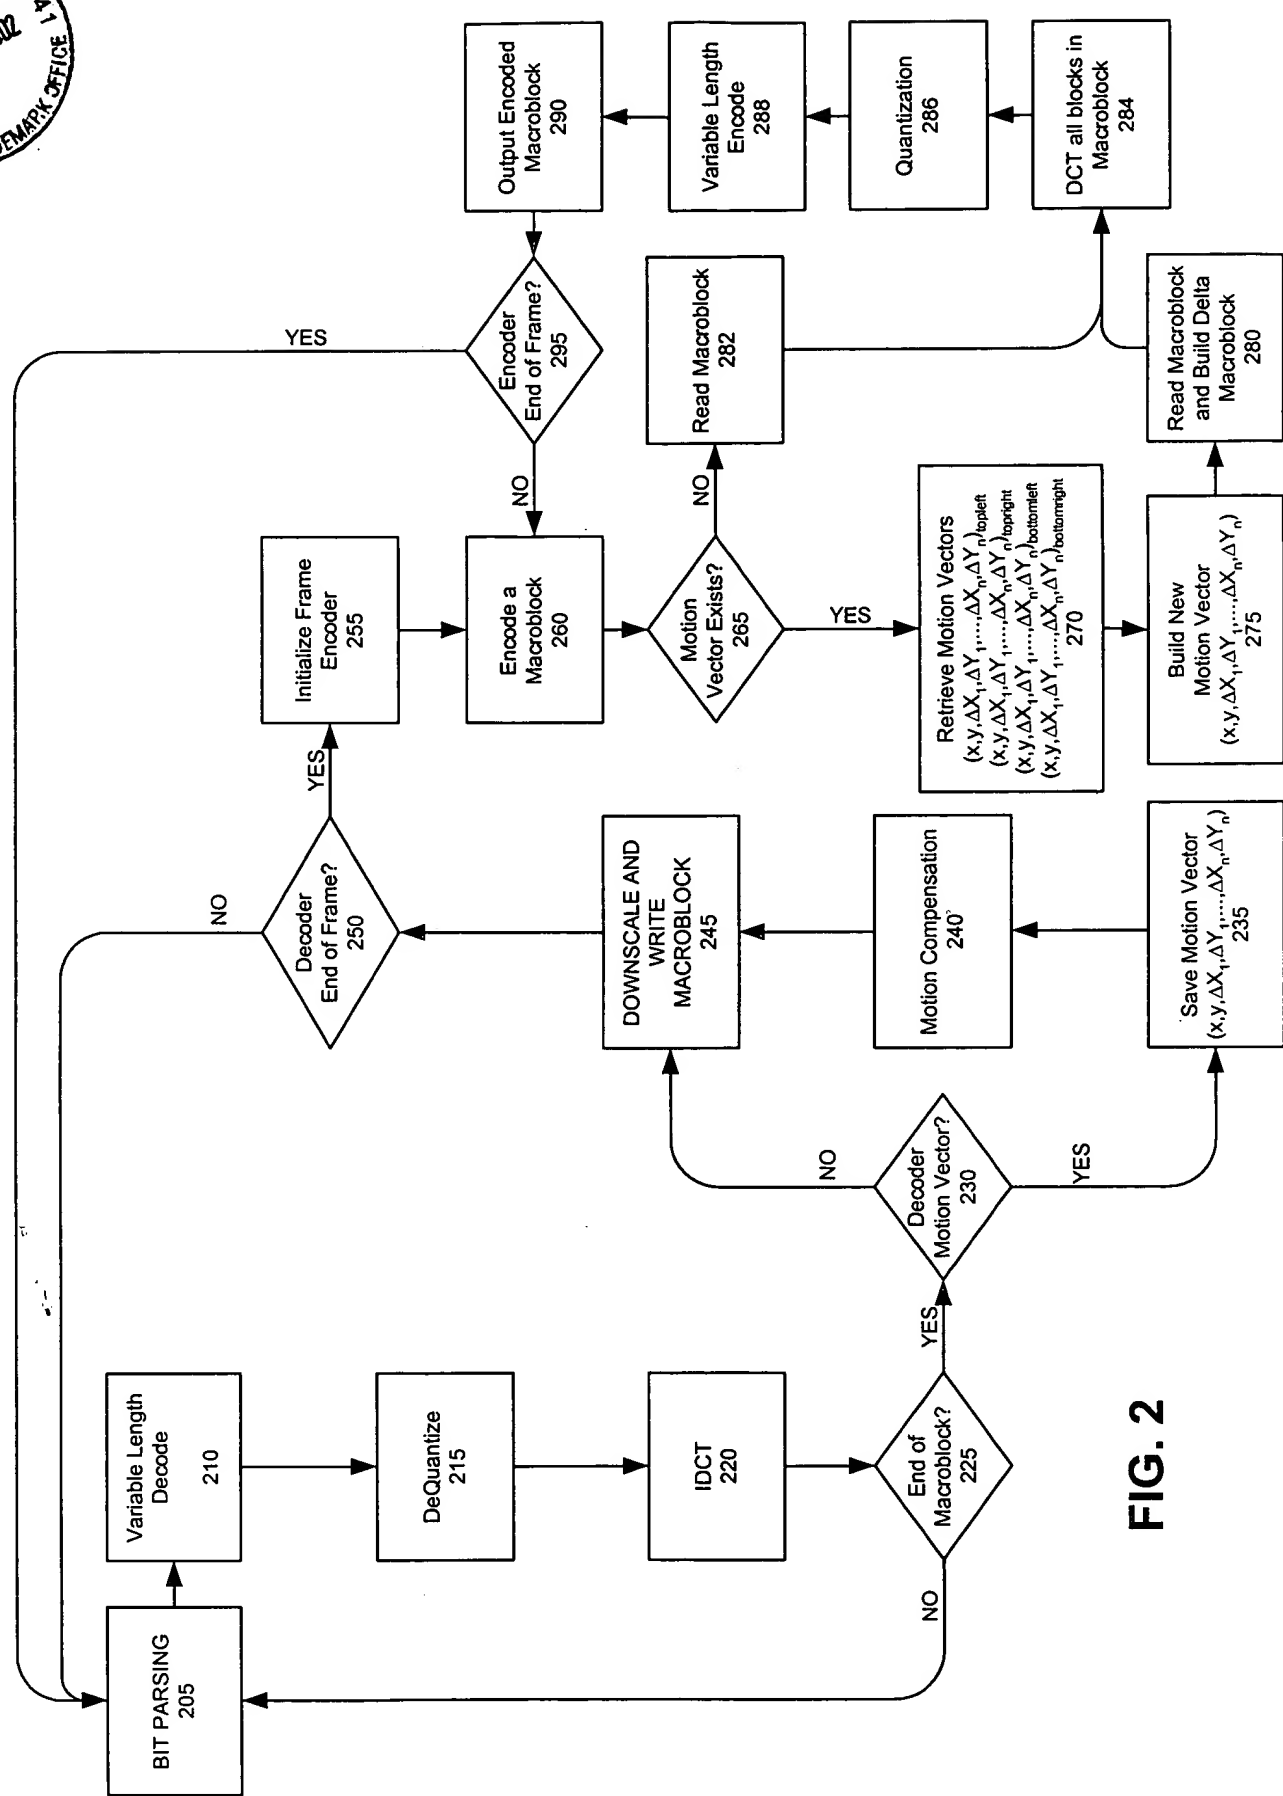 02
41
DEMARK OFFICE
BIT PARSING
205
Variable Length
Decode
210
DeQuantize
215
IDCT
220
End of
Macroblock?
225
NO
YES
Decoder
Motion Vector?
230
NO
YES
Save Motion Vector
(x,y,ΔX1,ΔY1,...,ΔXn,ΔYn)
235
Motion Compensation
240
DOWNSCALE AND
WRITE
MACROBLOCK
245
Decoder
End of Frame?
250
NO
YES
Initialize Frame
Encoder
255
Encode a
Macroblock
260
Motion
Vector Exists?
265
NO
YES
Retrieve Motion Vectors
(x,y,ΔX1,ΔY1,...,ΔXn,ΔYn)topleft
(x,y,ΔX1,ΔY1,...,ΔXn,ΔYn)topright
(x,y,ΔX1,ΔY1,...,ΔXn,ΔYn)bottomleft
(x,y,ΔX1,ΔY1,...,ΔXn,ΔYn)bottomright
270
Build New
Motion Vector
(x,y,ΔX1,ΔY1,...,ΔXn,ΔYn)
275
Read Macroblock
and Build Delta
Macroblock
280
Read Macroblock
282
DCT all blocks in
Macroblock
284
Quantization
286
Variable Length
Encode
288
Output Encoded
Macroblock
290
Encoder
End of Frame?
295
NO
YES
FIG. 2